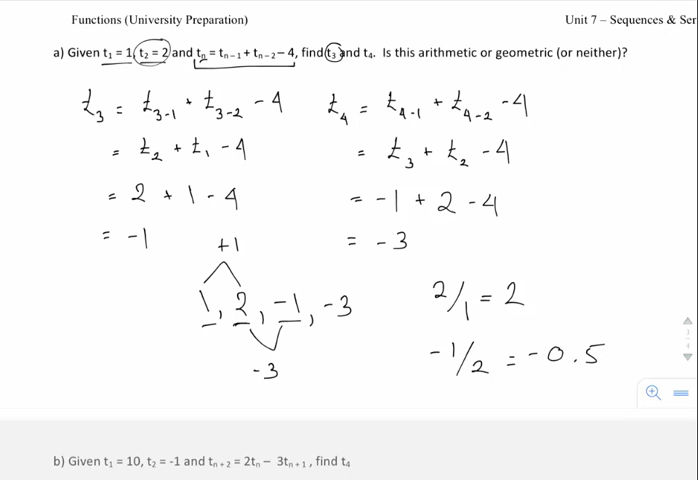 Functions (University Preparation) Unit 7 – Sequences & Ser
a) Given t₁ = 1, t₂ = 2 and tₙ = tₙ₋₁ + tₙ₋₂ – 4, find t₃ and t₄. Is this arithmetic or geometric (or neither)?
t₃ = t₃₋₁ + t₃₋₂ - 4 t₄ = t₄₋₁ + t₄₋₂ - 4
= t₂ + t₁ - 4 = t₃ + t₂ - 4
= 2 + 1 - 4 = -1 + 2 - 4
= -1 = -3
+1
1, 2, -1, -3 2/1 = 2
-1/2 = -0.5
-3
b) Given t₁ = 10, t₂ = -1 and tₙ₊₂ = 2tₙ – 3tₙ₊₁, find t₄